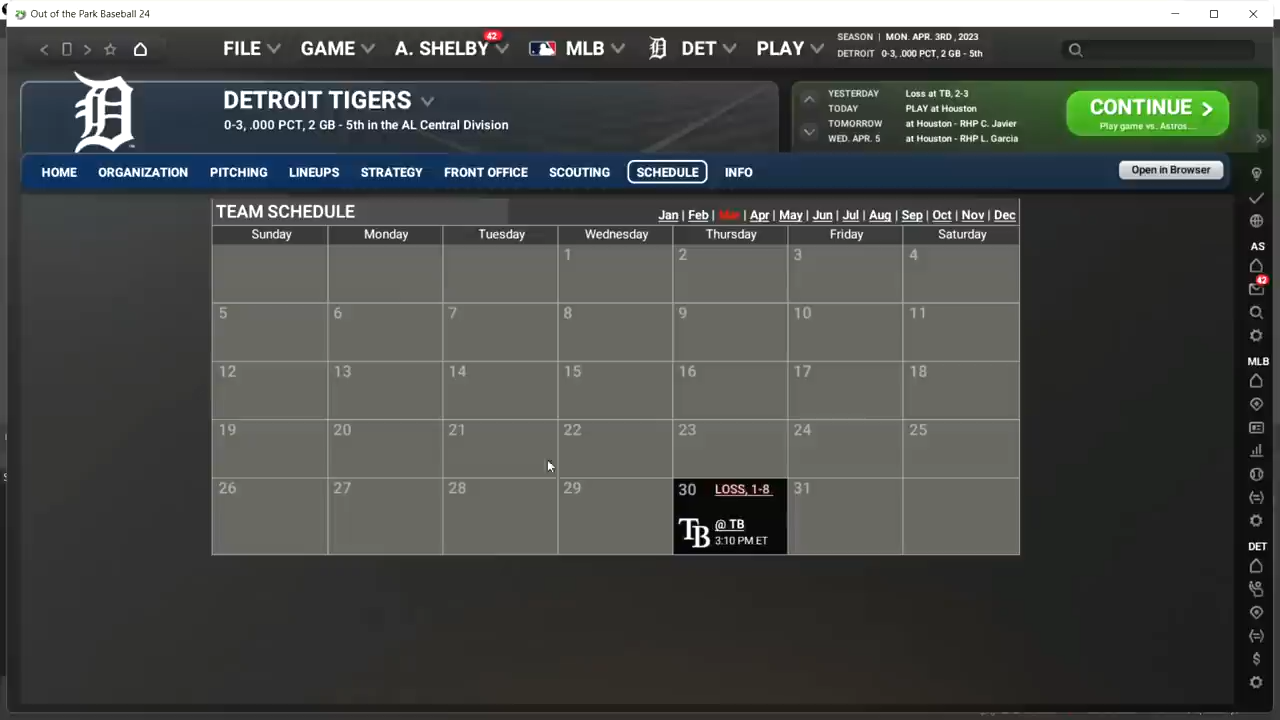 Out of the Park Baseball 24
FILE GAME A. SHELBY 42 MLB DET PLAY
SEASON | MON. APR. 3RD , 2023
DETROIT 0-3, .000 PCT, 2 GB - 5th
DETROIT TIGERS
0-3, .000 PCT, 2 GB - 5th in the AL Central Division
YESTERDAY Loss at TB, 2-3
TODAY PLAY at Houston
TOMORROW at Houston - RHP C. Javier
WED. APR. 5 at Houston - RHP L. Garcia
CONTINUE
Play game vs. Astros...
HOME ORGANIZATION PITCHING LINEUPS STRATEGY FRONT OFFICE SCOUTING SCHEDULE INFO
Open in Browser
TEAM SCHEDULE
Jan | Feb | Mar | Apr | May | Jun | Jul | Aug | Sep | Oct | Nov | Dec
Sunday Monday Tuesday Wednesday Thursday Friday Saturday
1 2 3 4
5 6 7 8 9 10 11
12 13 14 15 16 17 18
19 20 21 22 23 24 25
26 27 28 29 30 LOSS, 1-8 31
TB @ TB
3:10 PM ET
AS
42
MLB
DET